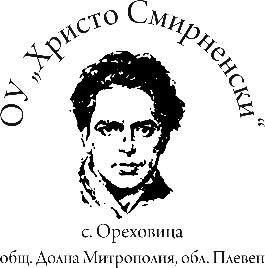 ОУ „Христо Смирненски“
с. Ореховица
общ. Долна Митрополия, обл. Плевен